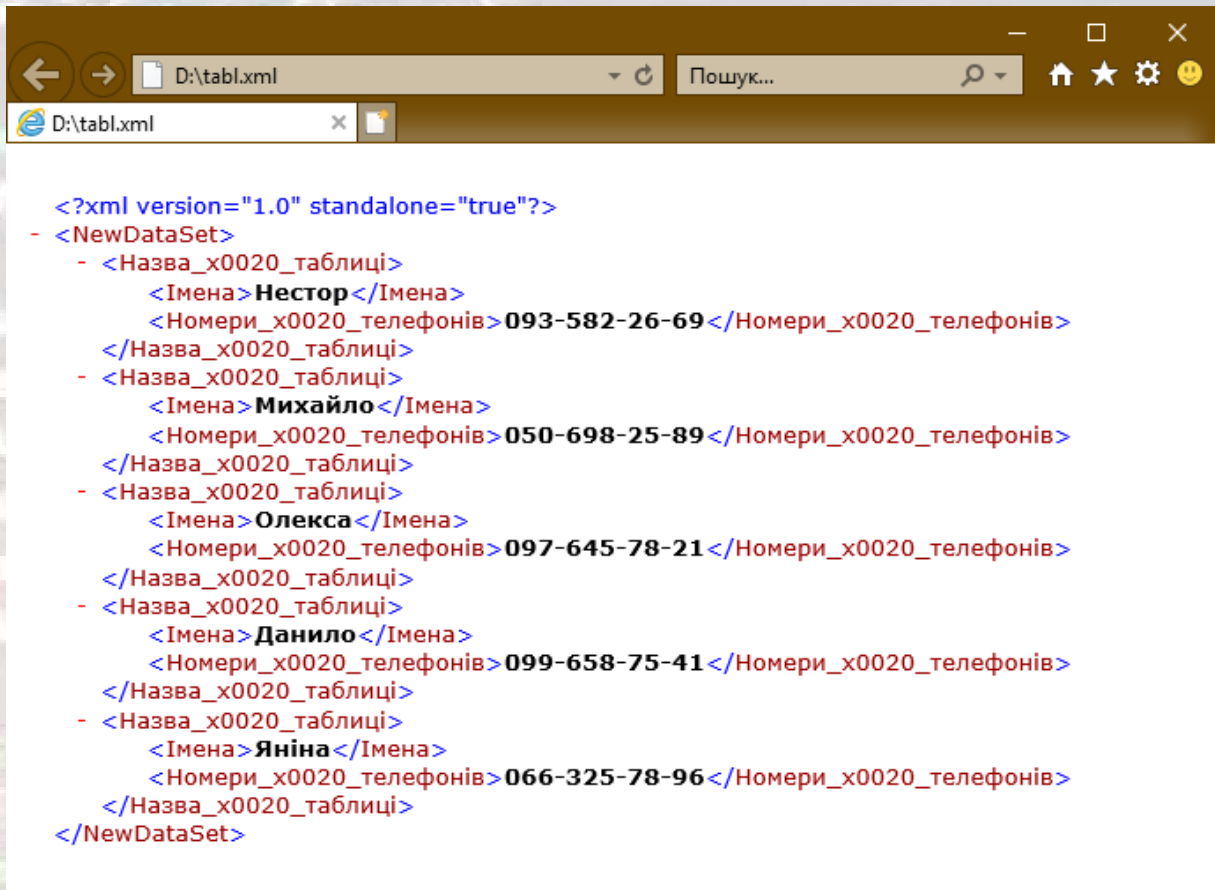 D:\tabl.xml
Пошук...
D:\tabl.xml
<?xml version="1.0" standalone="true"?>
- <NewDataSet>
- <Назва_x0020_таблиці>
<Імена>Нестор</Імена>
<Номери_x0020_телефонів>093-582-26-69</Номери_x0020_телефонів>
</Назва_x0020_таблиці>
- <Назва_x0020_таблиці>
<Імена>Михайло</Імена>
<Номери_x0020_телефонів>050-698-25-89</Номери_x0020_телефонів>
</Назва_x0020_таблиці>
- <Назва_x0020_таблиці>
<Імена>Олекса</Імена>
<Номери_x0020_телефонів>097-645-78-21</Номери_x0020_телефонів>
</Назва_x0020_таблиці>
- <Назва_x0020_таблиці>
<Імена>Данило</Імена>
<Номери_x0020_телефонів>099-658-75-41</Номери_x0020_телефонів>
</Назва_x0020_таблиці>
- <Назва_x0020_таблиці>
<Імена>Яніна</Імена>
<Номери_x0020_телефонів>066-325-78-96</Номери_x0020_телефонів>
</Назва_x0020_таблиці>
</NewDataSet>